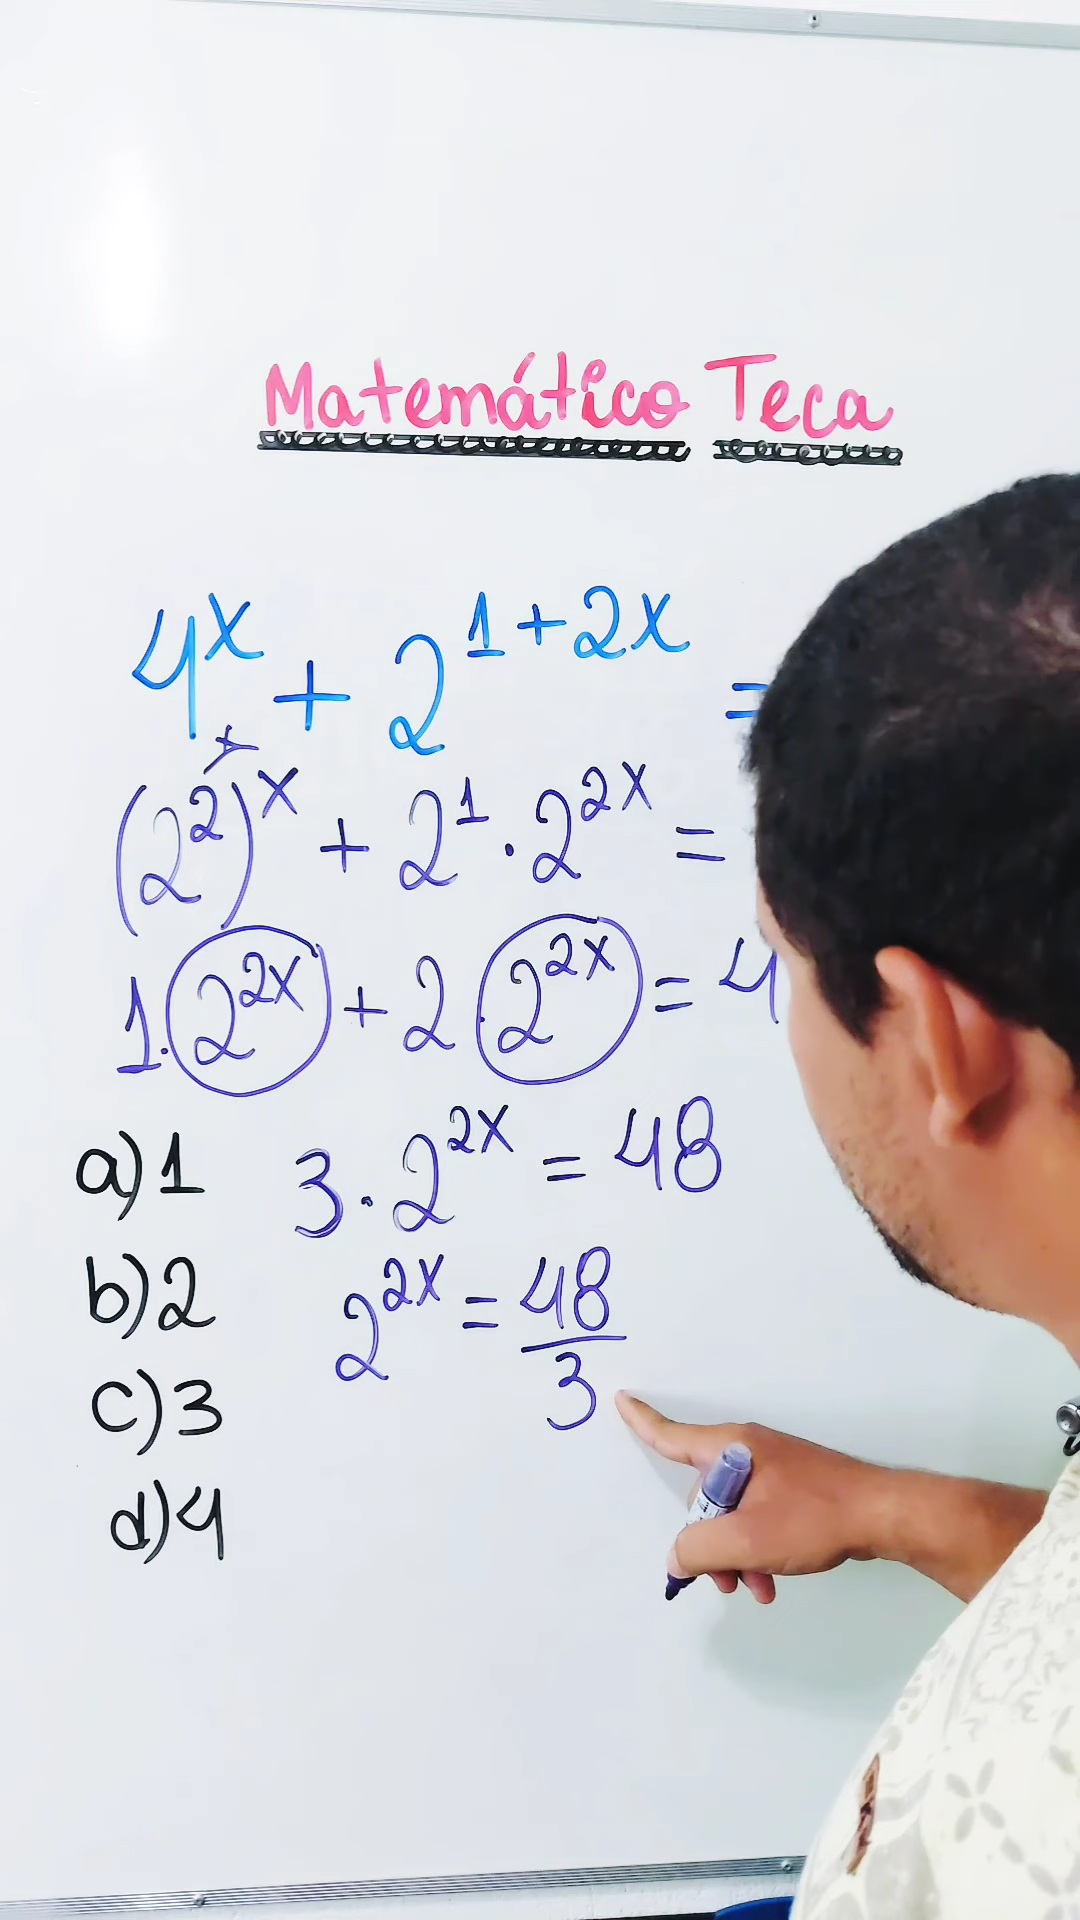 Matemático Teca
4^x + 2^{1+2x} =
(2^2)^x + 2^1 · 2^{2x} =
1 · 2^{2x} + 2 · 2^{2x} = 4
a) 1 3 · 2^{2x} = 48
b) 2 2^{2x} = 48/3
c) 3
d) 4